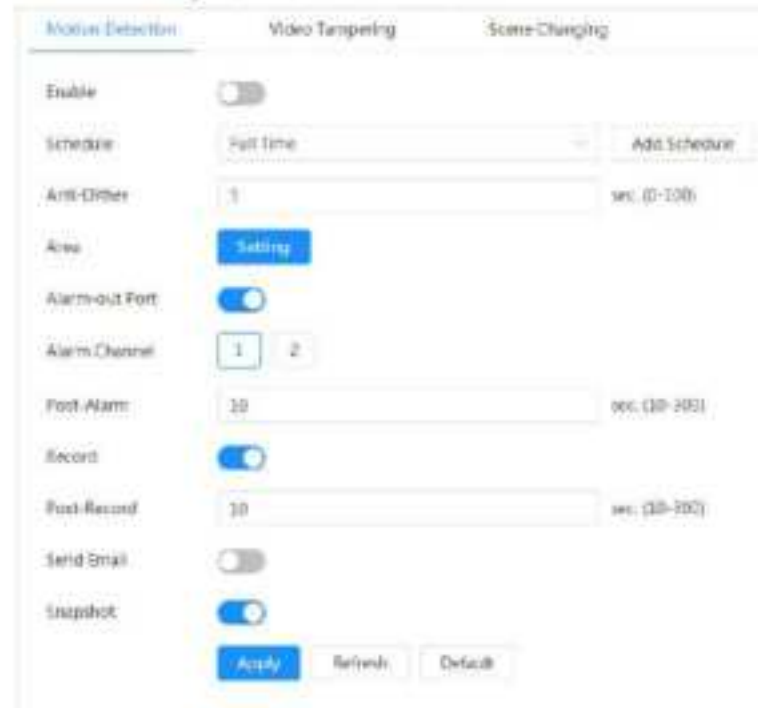 Motion Detection Video Tampering Scene Changing
Enable
Schedule Full Time Add Schedule
Anti-Dither sec. (0-100)
Area Setting
Alarm-out Port
Alarm Channel 1 2
Post-Alarm 10 sec. (10-300)
Record
Post-Record 10 sec. (10-300)
Send Email
Snapshot
Apply Refresh Default